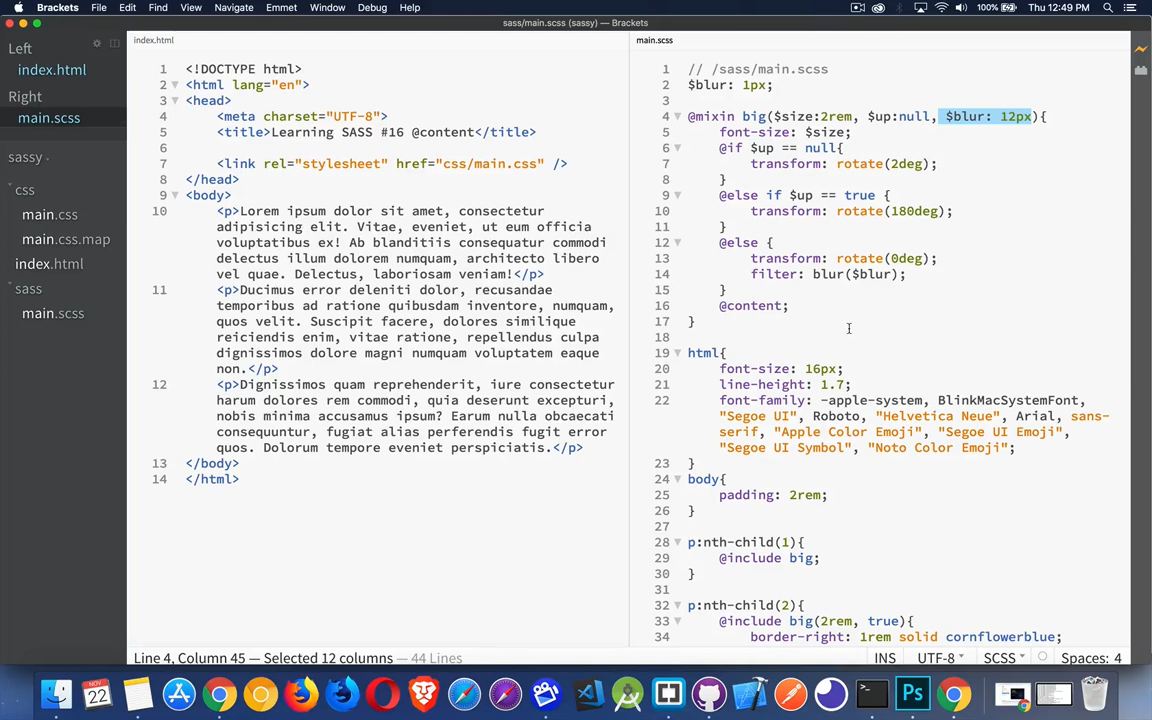 Brackets File Edit Find View Navigate Emmet Window Debug Help 100% Thu 12:49 PM
sass/main.scss (sassy) — Brackets
Left
index.html
Right
main.scss
sassy
css
main.css
main.css.map
index.html
sass
main.scss
index.html
1 <!DOCTYPE html>
2 <html lang="en">
3 <head>
4 <meta charset="UTF-8">
5 <title>Learning SASS #16 @content</title>
6
7 <link rel="stylesheet" href="css/main.css" />
8 </head>
9 <body>
10 <p>Lorem ipsum dolor sit amet, consectetur
adipisicing elit. Vitae, eveniet, ut eum officia
voluptatibus ex! Ab blanditiis consequatur commodi
delectus illum dolorem numquam, architecto libero
vel quae. Delectus, laboriosam veniam!</p>
11 <p>Ducimus error deleniti dolor, recusandae
temporibus ad ratione quibusdam inventore, numquam,
quos velit. Suscipit facere, dolores similique
reiciendis enim, vitae ratione, repellendus culpa
dignissimos dolore magni numquam voluptatem eaque
non.</p>
12 <p>Dignissimos quam reprehenderit, iure consectetur
harum dolores rem commodi, quia deserunt excepturi,
nobis minima accusamus ipsum? Earum nulla obcaecati
consequuntur, fugiat alias perferendis fugit error
quos. Dolorum tempore eveniet perspiciatis.</p>
13 </body>
14 </html>
main.scss
1 // /sass/main.scss
2 $blur: 1px;
3
4 @mixin big($size:2rem, $up:null, $blur: 12px){
5 font-size: $size;
6 @if $up == null{
7 transform: rotate(2deg);
8 }
9 @else if $up == true {
10 transform: rotate(180deg);
11 }
12 @else {
13 transform: rotate(0deg);
14 filter: blur($blur);
15 }
16 @content;
17 }
18
19 html{
20 font-size: 16px;
21 line-height: 1.7;
22 font-family: -apple-system, BlinkMacSystemFont,
"Segoe UI", Roboto, "Helvetica Neue", Arial, sans-
serif, "Apple Color Emoji", "Segoe UI Emoji",
"Segoe UI Symbol", "Noto Color Emoji";
23 }
24 body{
25 padding: 2rem;
26 }
27
28 p:nth-child(1){
29 @include big;
30 }
31
32 p:nth-child(2){
33 @include big(2rem, true){
34 border-right: 1rem solid cornflowerblue;
Line 4, Column 45 — Selected 12 columns — 44 Lines INS UTF-8 SCSS Spaces: 4
NOV
22
Ps